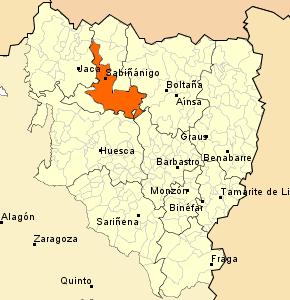 Jaca
Sabiñánigo
Boltaña
Aínsa
Graus
Huesca
Benabarre
Barbastro
Monzón
Tamarite de Li
Binéfar
Alagón
Sariñena
Zaragoza
Fraga
Quinto